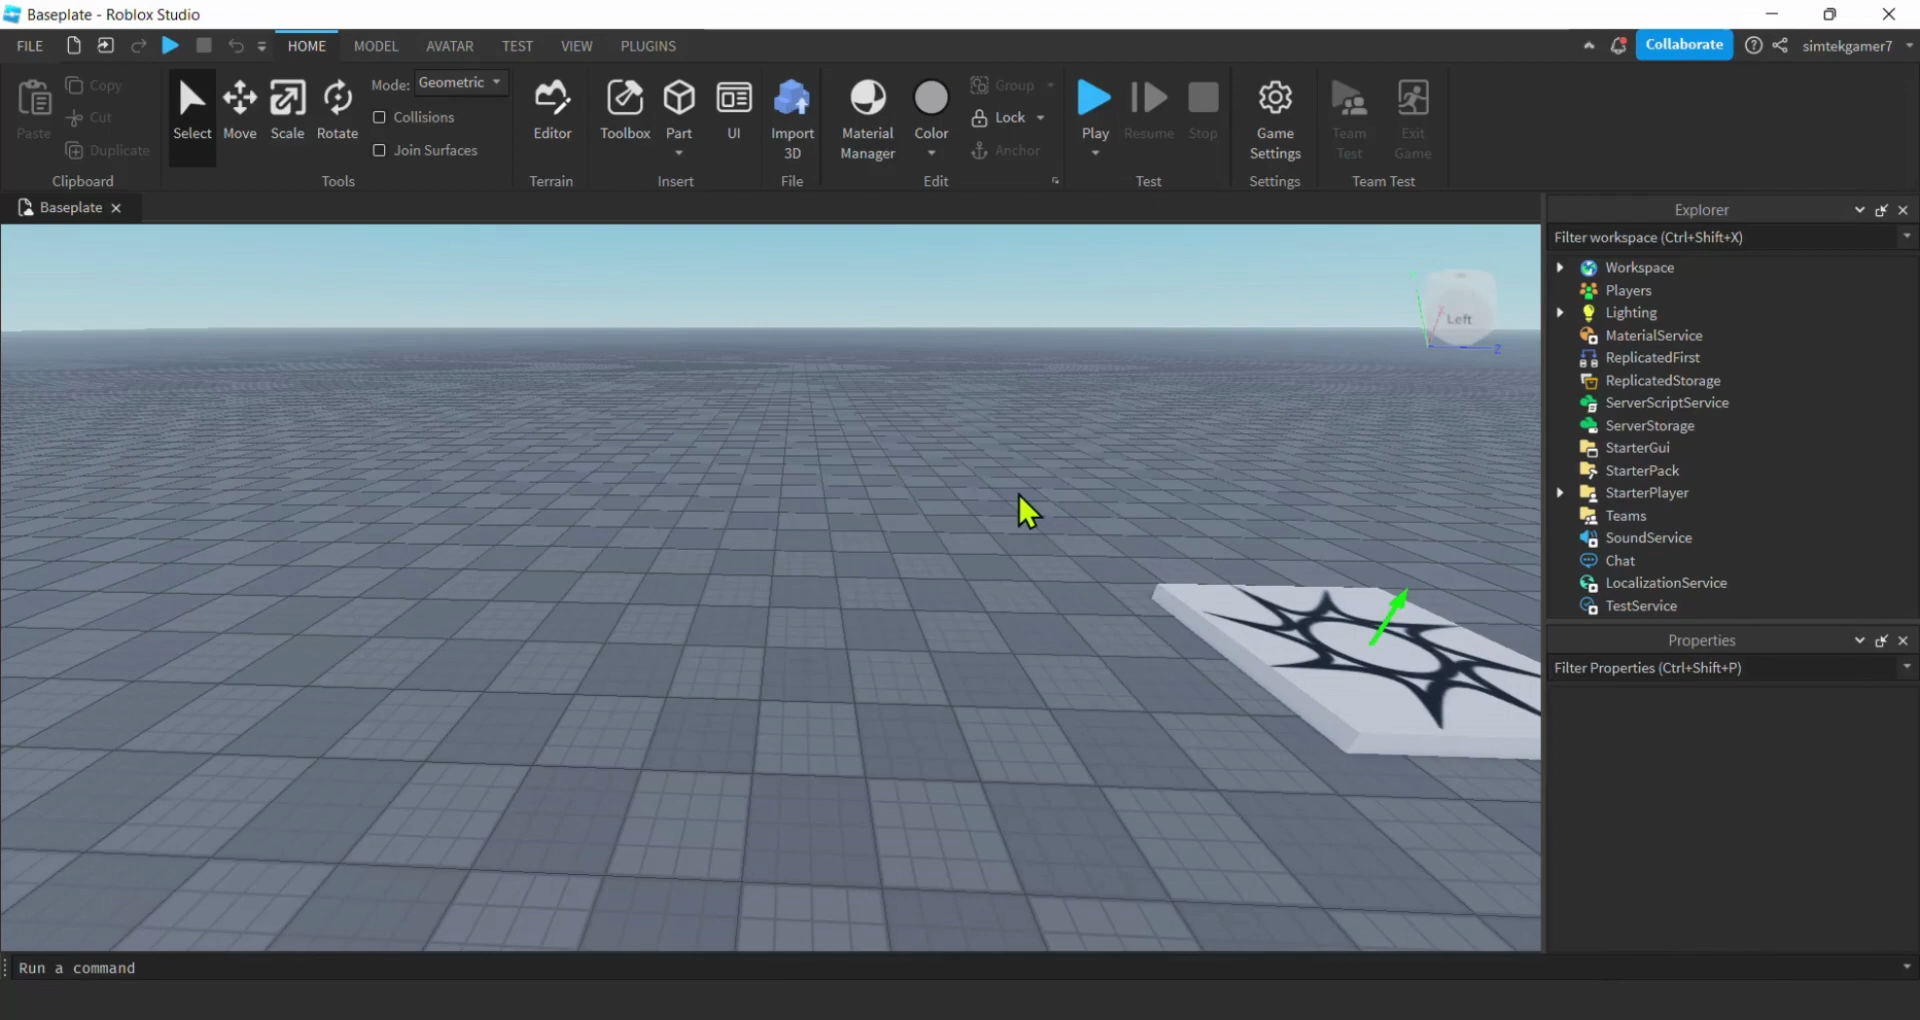 Baseplate - Roblox Studio
FILE HOME MODEL AVATAR TEST VIEW PLUGINS Collaborate simtekgamer7
Paste
Copy
Cut
Duplicate
Clipboard
Select
Move
Scale
Rotate
Mode: Geometric
Collisions
Join Surfaces
Tools
Editor
Terrain
Toolbox
Part
UI
Insert
Import
3D
File
Material
Manager
Color
Group
Lock
Anchor
Edit
Play
Resume
Stop
Test
Game
Settings
Settings
Team
Test
Exit
Game
Team Test
Baseplate
Left
Z
Explorer
Filter workspace (Ctrl+Shift+X)
Workspace
Players
Lighting
MaterialService
ReplicatedFirst
ReplicatedStorage
ServerScriptService
ServerStorage
StarterGui
StarterPack
StarterPlayer
Teams
SoundService
Chat
LocalizationService
TestService
Properties
Filter Properties (Ctrl+Shift+P)
Run a command